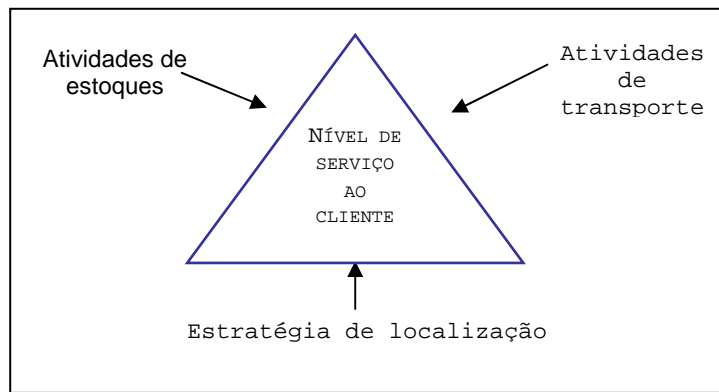 Atividades de
estoques
Atividades
de
transporte
NÍVEL DE
SERVIÇO
AO
CLIENTE
Estratégia de localização